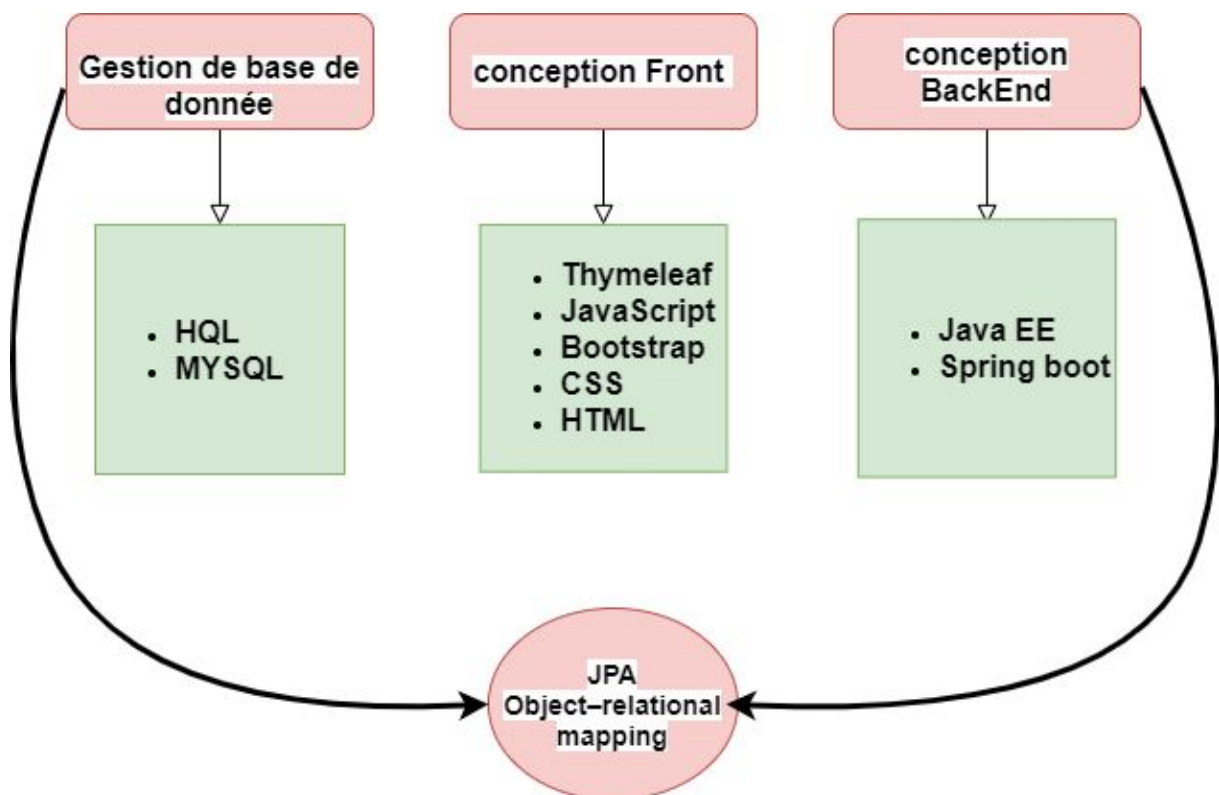 Gestion de base de
donnée
conception Front
conception
BackEnd
• HQL
• MYSQL
• Thymeleaf
• JavaScript
• Bootstrap
• CSS
• HTML
• Java EE
• Spring boot
JPA
Object–relational
mapping